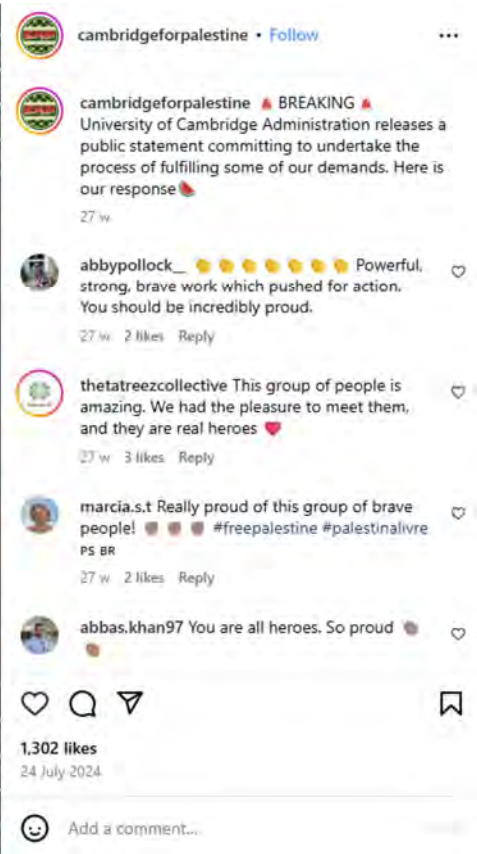 cambridgeforpalestine • Follow
cambridgeforpalestine 🚨 BREAKING 🚨
University of Cambridge Administration releases a
public statement committing to undertake the
process of fulfilling some of our demands. Here is
our response🍉
27 w
abbypollock_ 👏👏👏👏👏👏👏 Powerful,
strong, brave work which pushed for action.
You should be incredibly proud.
27 w 2 likes Reply
thetatreezcollective This group of people is
amazing. We had the pleasure to meet them,
and they are real heroes ❤️
27 w 3 likes Reply
marcia.s.t Really proud of this group of brave
people! #freepalestine #palestinalivre
PS BR
27 w 2 likes Reply
abbas.khan97 You are all heroes. So proud
1,302 likes
24 July 2024
Add a comment...